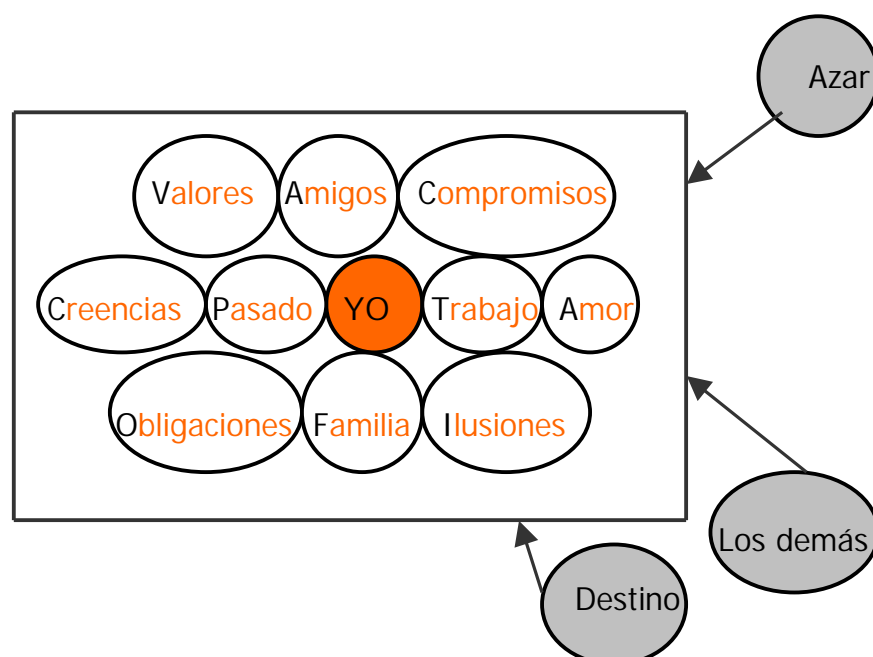 Azar
Valores Amigos Compromisos
Creencias Pasado YO Trabajo Amor
Obligaciones Familia Ilusiones
Los demás
Destino